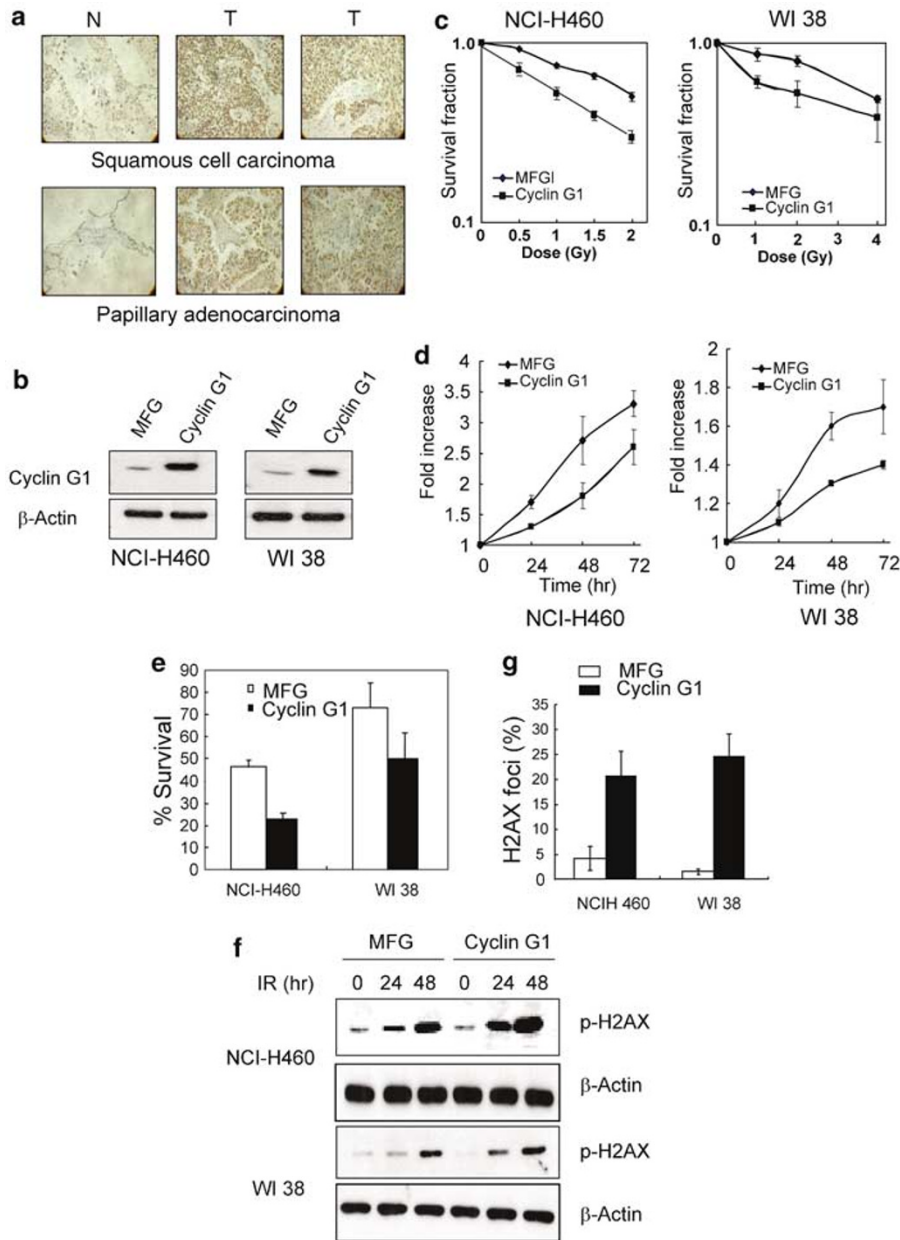 a
N T T
Squamous cell carcinoma
Papillary adenocarcinoma
b
MFG Cyclin G1 MFG Cyclin G1
Cyclin G1
β-Actin
NCI-H460 WI 38
c
NCI-H460
Survival fraction
1.0
0.1
MFGI
Cyclin G1
0 0.5 1 1.5 2
Dose (Gy)
WI 38
Survival fraction
1.0
0.1
MFG
Cyclin G1
0 1 2 3 4
Dose (Gy)
d
Fold increase
4
3.5
3
2.5
2
1.5
1
MFG
Cyclin G1
0 24 48 72
Time (hr)
NCI-H460
Fold increase
2
1.8
1.6
1.4
1.2
1
MFG
Cyclin G1
0 24 48 72
Time (hr)
WI 38
e
% Survival
90
80
70
60
50
40
30
20
10
0
MFG
Cyclin G1
NCI-H460 WI 38
g
MFG
Cyclin G1
H2AX foci (%)
35
30
25
20
15
10
5
0
NCIH 460 WI 38
f
MFG Cyclin G1
IR (hr) 0 24 48 0 24 48
p-H2AX
NCI-H460
β-Actin
p-H2AX
WI 38
β-Actin